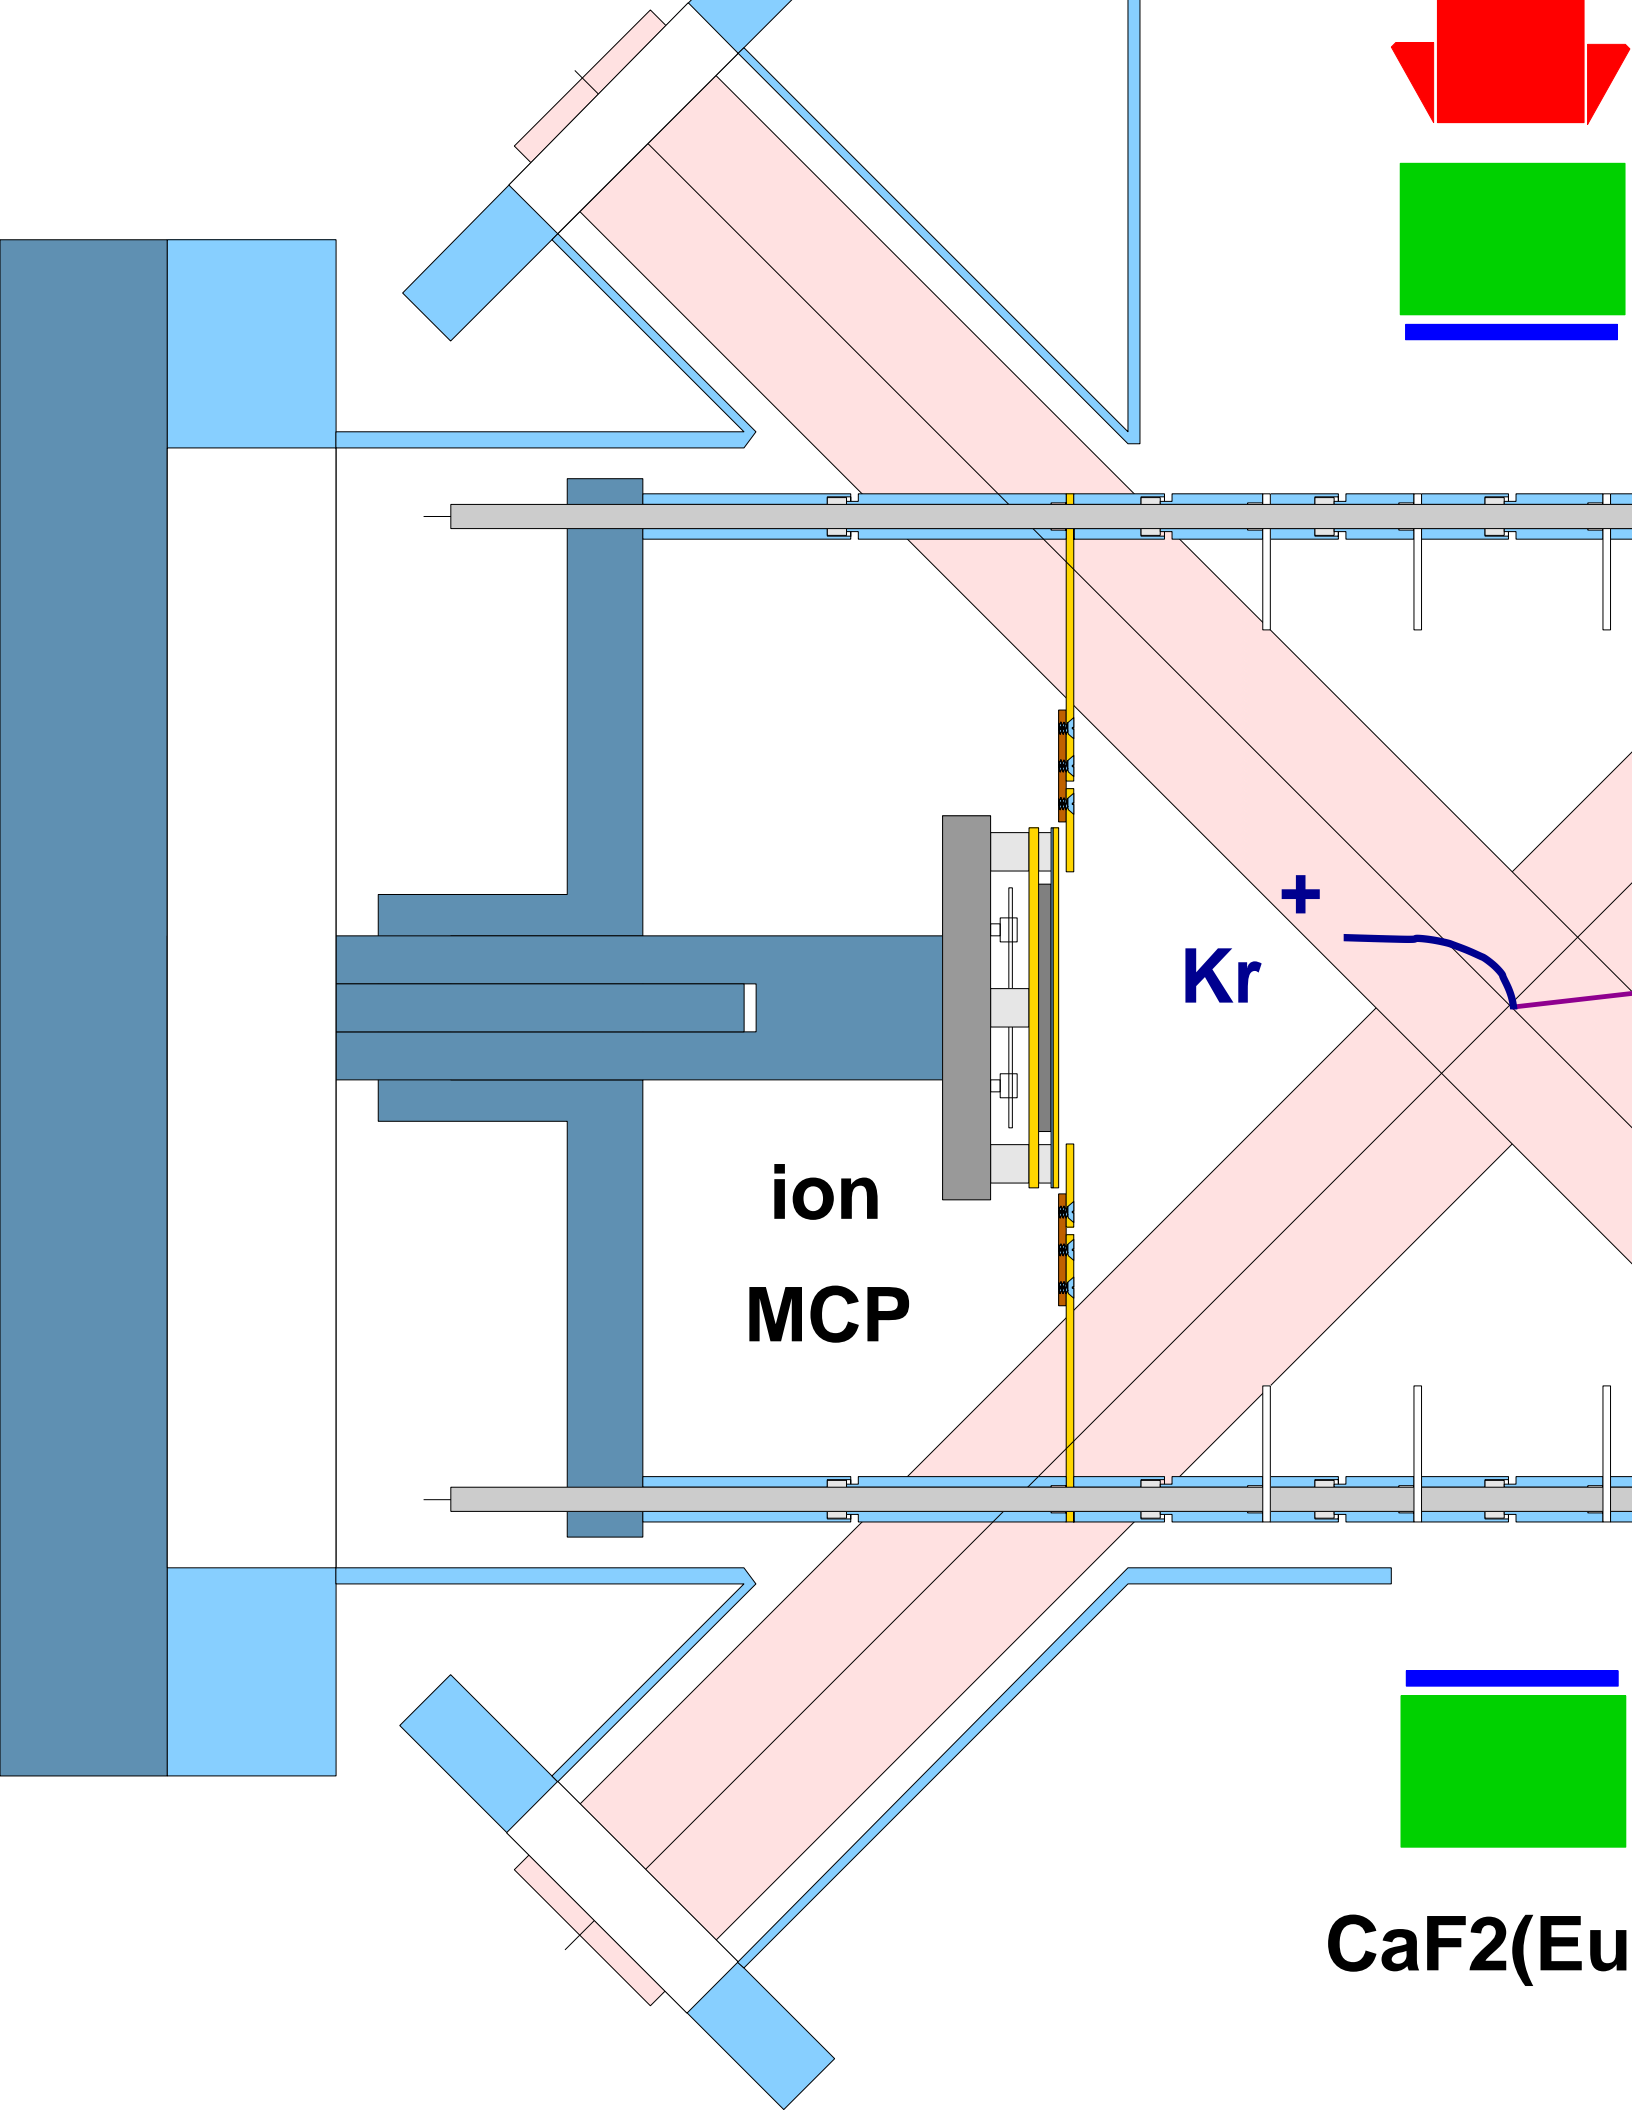 +
Kr
ion
MCP
CaF2(Eu